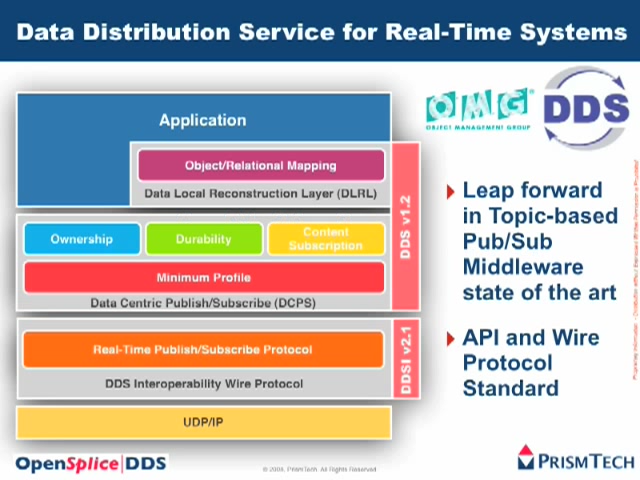 Data Distribution Service for Real-Time Systems
Application
Object/Relational Mapping
Data Local Reconstruction Layer (DLRL)
Ownership
Durability
Content
Subscription
Minimum Profile
Data Centric Publish/Subscribe (DCPS)
DDS v1.2
Real-Time Publish/Subscribe Protocol
DDS Interoperability Wire Protocol
DDSI v2.1
UDP/IP
OMG
OBJECT MANAGEMENT GROUP
DDS
Leap forward
in Topic-based
Pub/Sub
Middleware
state of the art
API and Wire
Protocol
Standard
OpenSplice|DDS
© 2009, PrismTech. All Rights Reserved
PRISMTECH